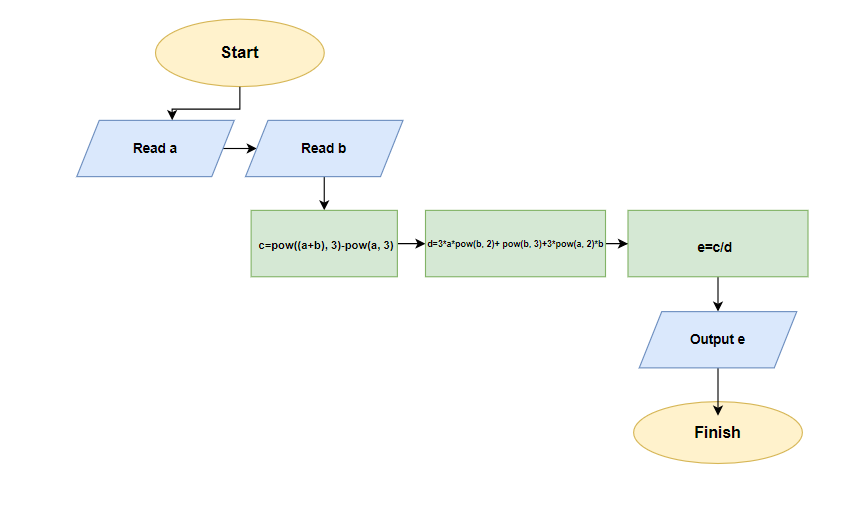 Start
Read a
Read b
c=pow((a+b), 3)-pow(a, 3)
d=3*a*pow(b, 2)+ pow(b, 3)+3*pow(a, 2)*b
e=c/d
Output e
Finish